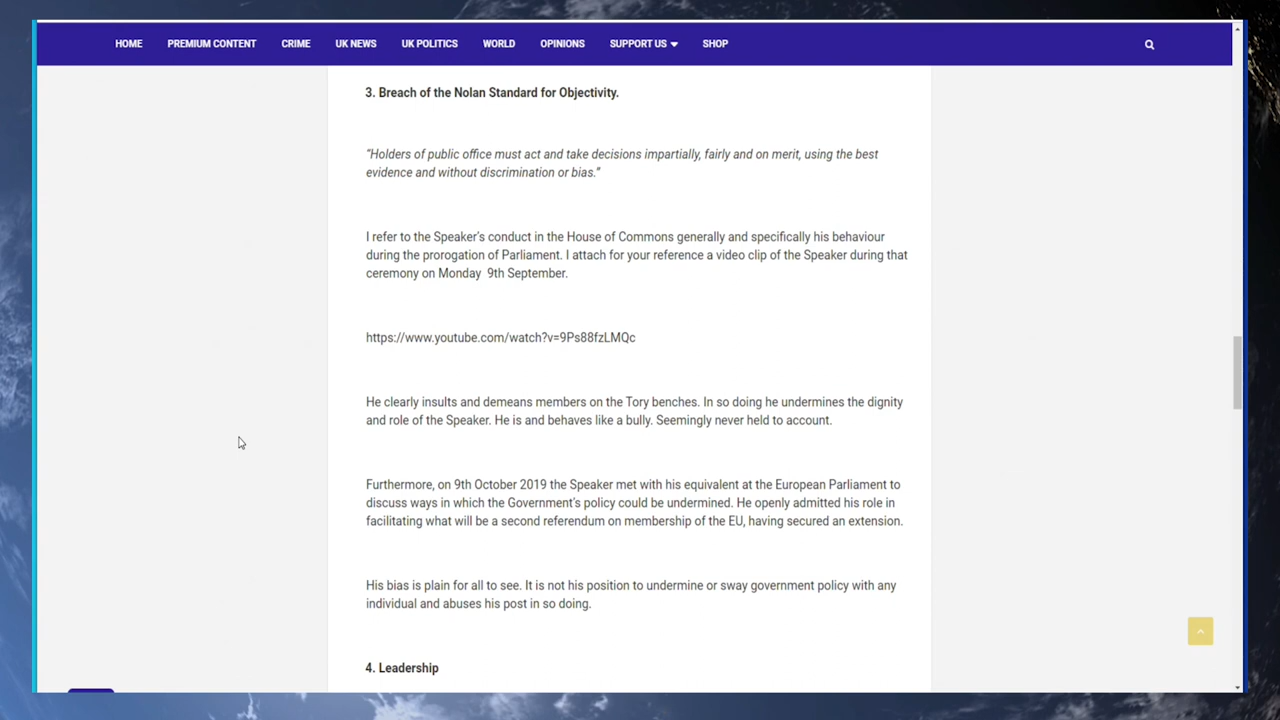 HOME PREMIUM CONTENT CRIME UK NEWS UK POLITICS WORLD OPINIONS SUPPORT US SHOP
3. Breach of the Nolan Standard for Objectivity.
“Holders of public office must act and take decisions impartially, fairly and on merit, using the best
evidence and without discrimination or bias.”
I refer to the Speaker’s conduct in the House of Commons generally and specifically his behaviour
during the prorogation of Parliament. I attach for your reference a video clip of the Speaker during that
ceremony on Monday  9th September.
https://www.youtube.com/watch?v=9Ps88fzLMQc
He clearly insults and demeans members on the Tory benches. In so doing he undermines the dignity
and role of the Speaker. He is and behaves like a bully. Seemingly never held to account.
Furthermore, on 9th October 2019 the Speaker met with his equivalent at the European Parliament to
discuss ways in which the Government’s policy could be undermined. He openly admitted his role in
facilitating what will be a second referendum on membership of the EU, having secured an extension.
His bias is plain for all to see. It is not his position to undermine or sway government policy with any
individual and abuses his post in so doing.
4. Leadership